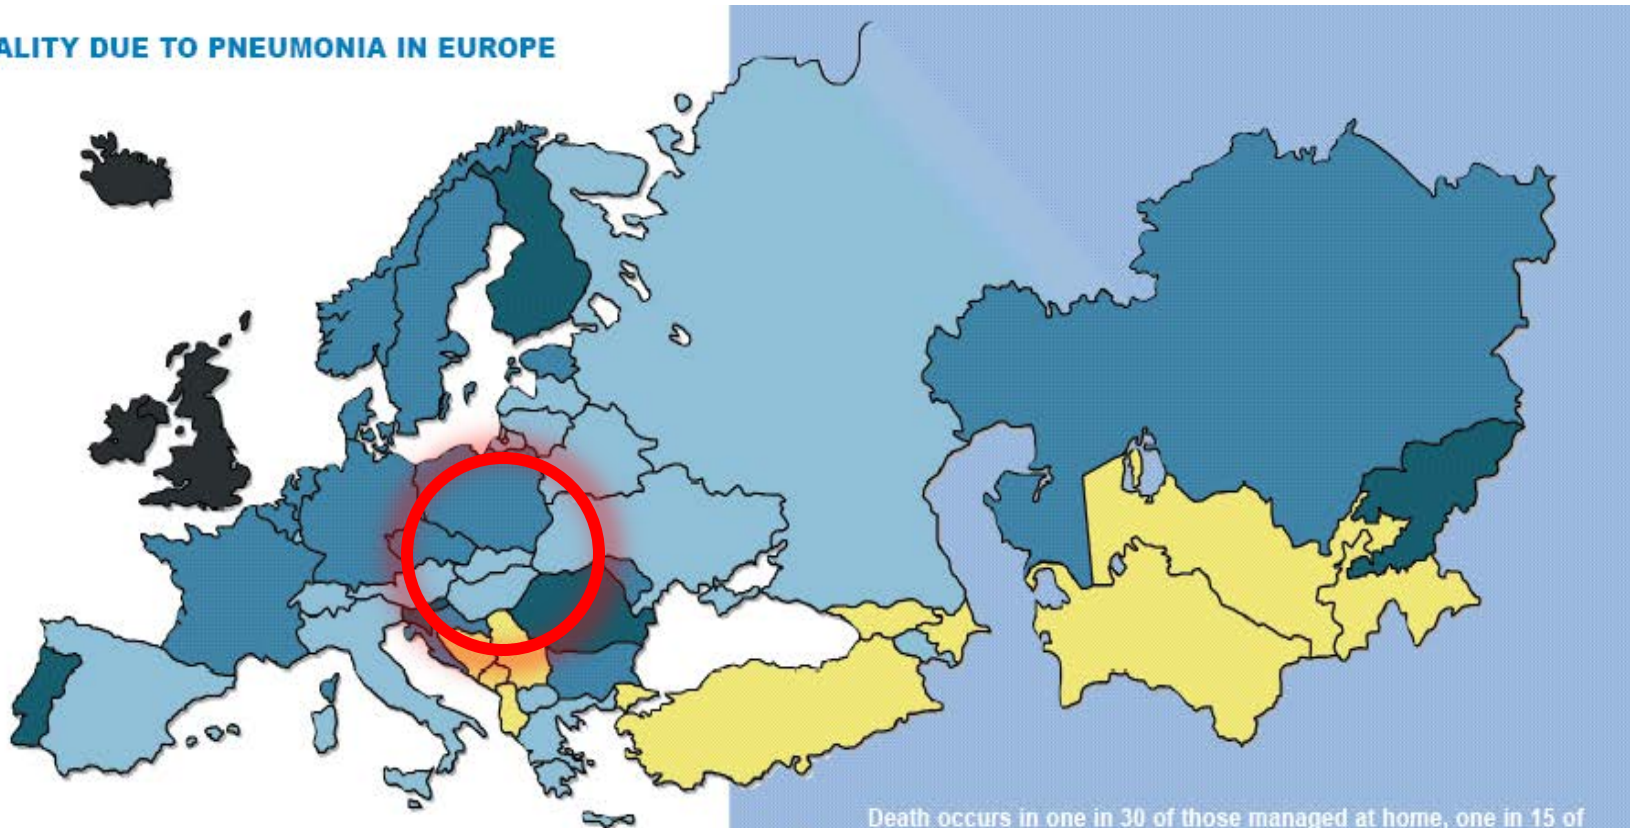 ALITY DUE TO PNEUMONIA IN EUROPE
Death occurs in one in 30 of those managed at home, one in 15 of